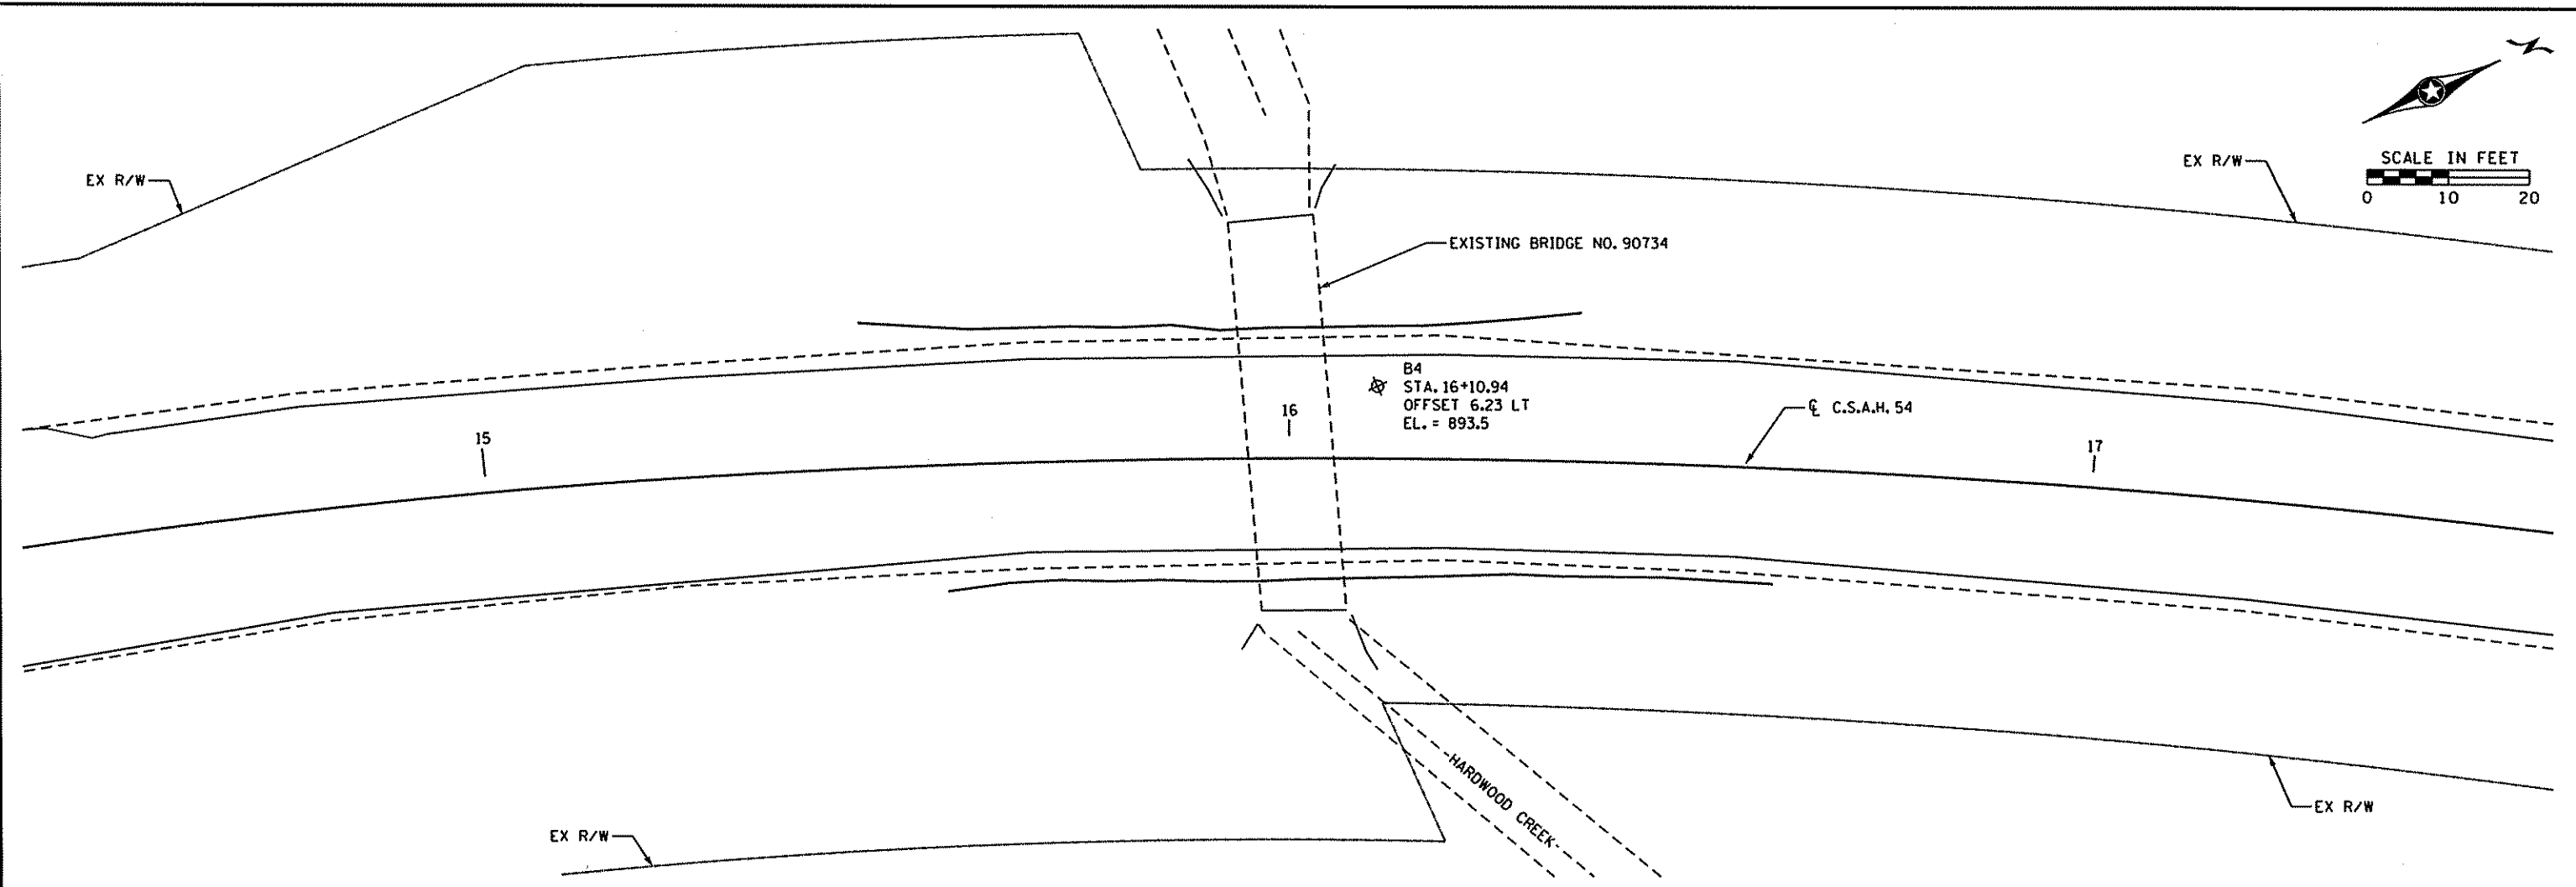 EX R/W
EX R/W
SCALE IN FEET
0 10 20
EXISTING BRIDGE NO. 90734
B4
STA. 16+10.94
OFFSET 6.23 LT
EL. = 893.5
16
15
℄ C.S.A.H. 54
17
HARDWOOD CREEK
EX R/W
EX R/W